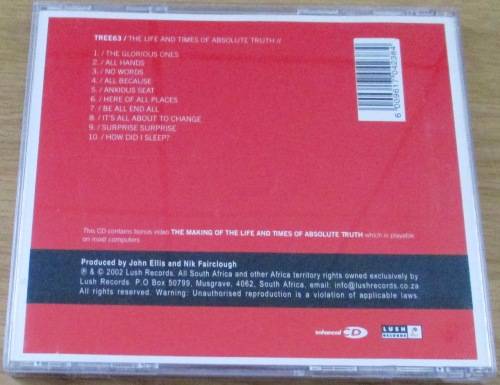 TREE63 / THE LIFE AND TIMES OF ABSOLUTE TRUTH //
1. / THE GLORIOUS ONES
2. / ALL HANDS
3. / NO WORDS
4. / ALL BECAUSE
5. / ANXIOUS SEAT
6. / HERE OF ALL PLACES
7. / BE ALL END ALL
8. / IT'S ALL ABOUT TO CHANGE
9. / SURPRISE SURPRISE
10. / HOW DID I SLEEP?
This CD contains bonus video THE MAKING OF THE LIFE AND TIMES OF ABSOLUTE TRUTH which is playable
on most computers
Produced by John Ellis and Nik Fairclough
℗ & © 2002 Lush Records. All South Africa and other Africa territory rights owned exclusively by
Lush Records P.O Box 50799, Musgrave, 4062, South Africa, email: info@lushrecords.co.za
All rights reserved. Warning: Unauthorised reproduction is a violation of applicable laws.
enhanced CD
LUSH
RECORDS